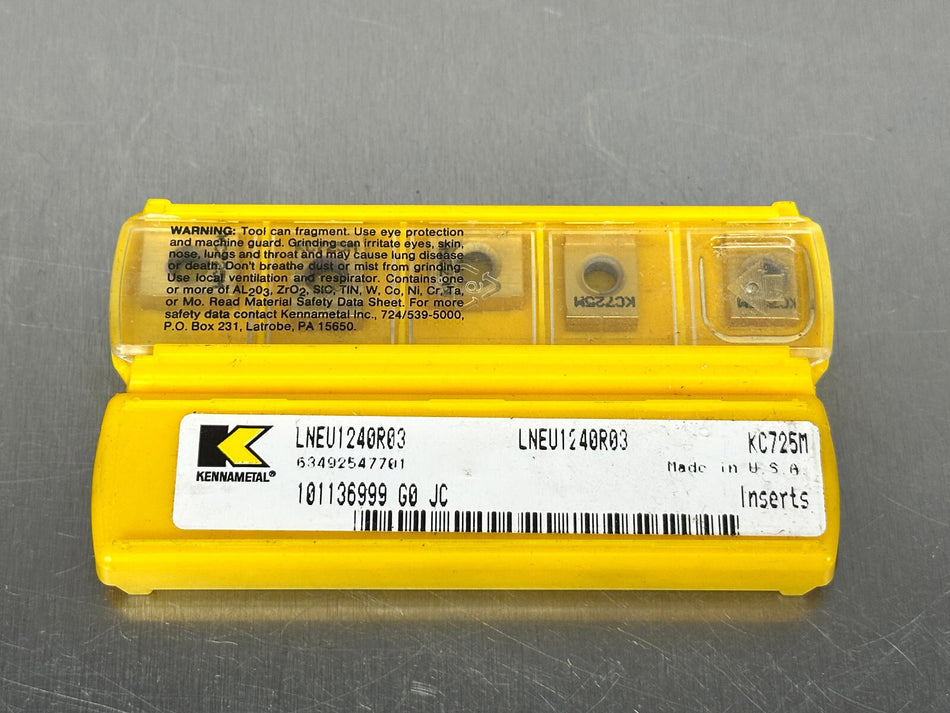 WARNING: Tool can fragment. Use eye protection
and machine guard. Grinding can irritate eyes, skin,
nose, lungs and throat and may cause lung disease
or death. Don't breathe dust or mist from grinding.
Use local ventilation and respirator. Contains one
or more of AL2O3, ZrO2, SiC, TiN, W, Co, Ni, Cr, Ta,
or Mo. Read Material Safety Data Sheet. For more
safety data contact Kennametal Inc., 724/539-5000,
P.O. Box 231, Latrobe, PA 15650.
KC725M
KENNAMETAL®
LNEU1240R03 LNEU1240R03 KC725M
63492547701 Made in U.S.A.
101136999 G0 JC Inserts